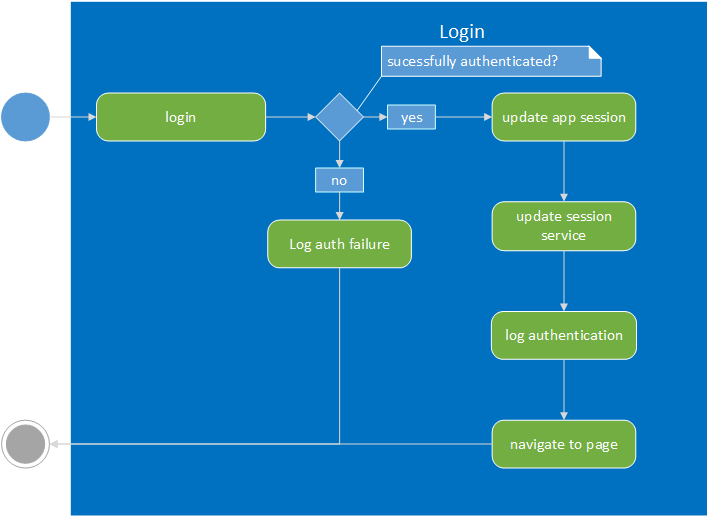 Login
sucessfully authenticated?
login
yes
update app session
no
update session
service
Log auth failure
log authentication
navigate to page